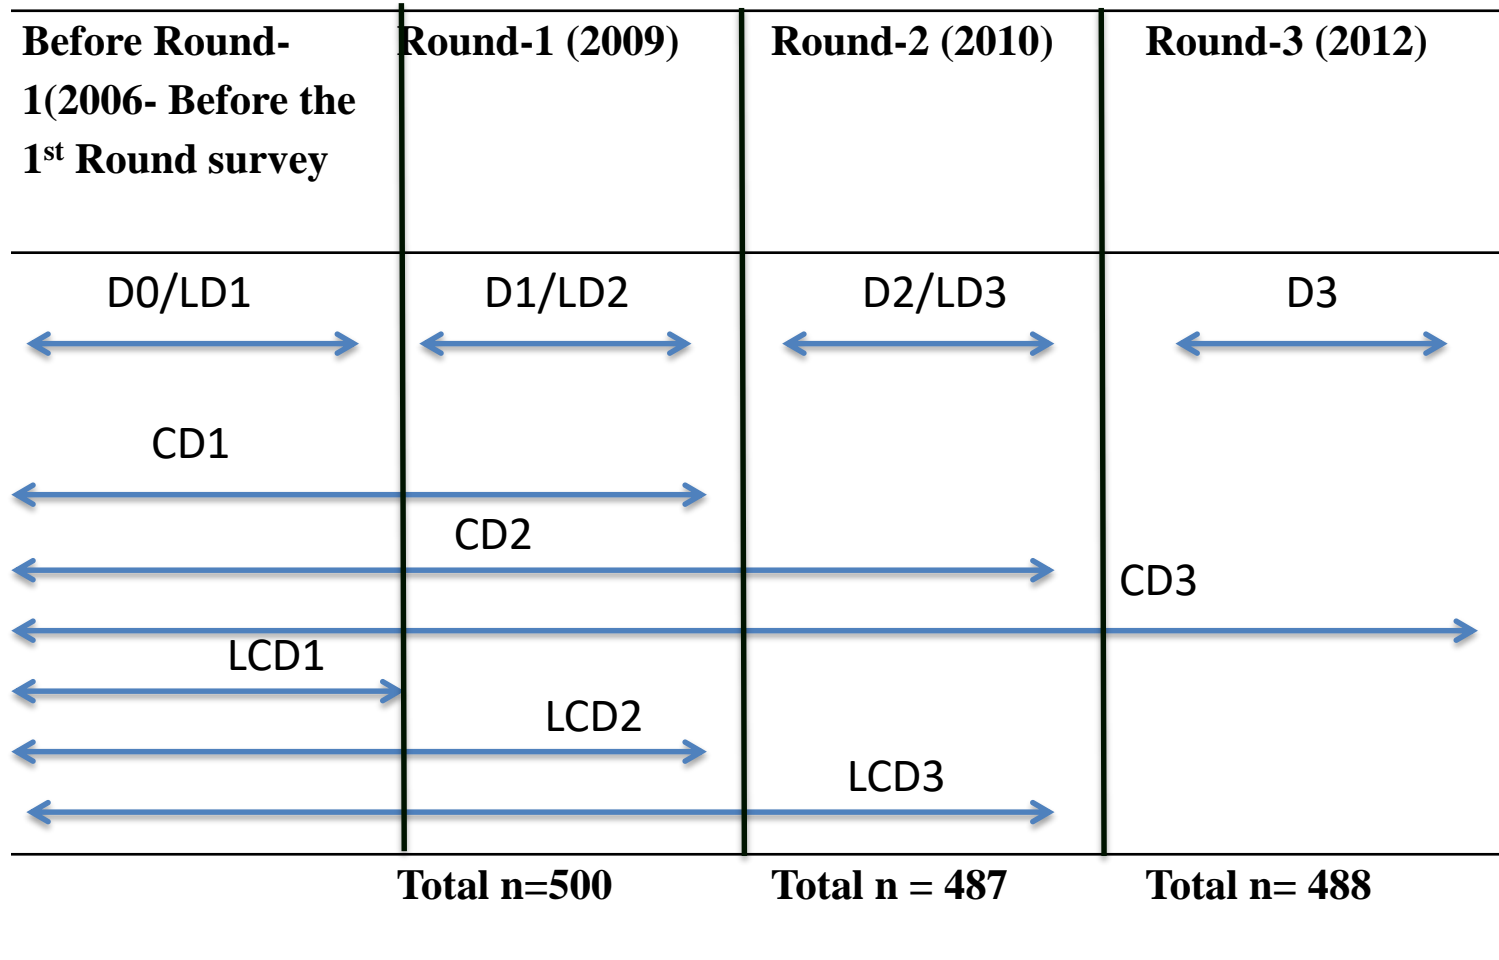 Before Round-
1(2006- Before the
1st Round survey
Round-1 (2009)
Round-2 (2010)
Round-3 (2012)
D0/LD1
D1/LD2
D2/LD3
D3
CD1
CD2
CD3
LCD1
LCD2
LCD3
Total n=500
Total n = 487
Total n= 488